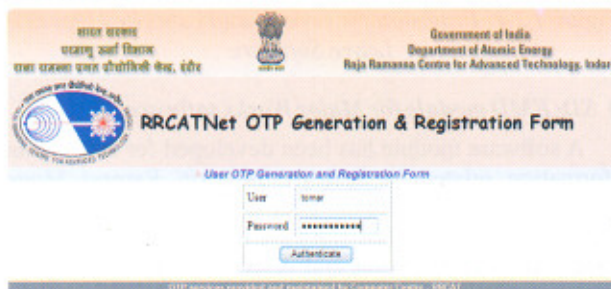 भारत सरकार
परमाणु ऊर्जा विभाग
राजा रामन्ना प्रगत प्रौद्योगिकी केन्द्र, इंदौर
Government of India
Department of Atomic Energy
Raja Ramanna Centre for Advanced Technology, Indor
RRCATNet OTP Generation & Registration Form
User OTP Generation and Registration Form
User tomar
Password •••••••••••
Authenticate
OTP services provided and maintained by Computer Centre, RRCAT